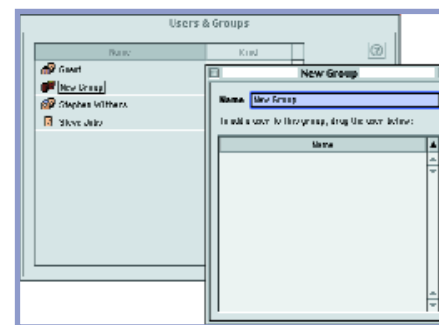 Users & Groups
Name Kind
Guest
New Group
Stephen Withers
Steve Jobs
New Group
Name New Group
To add a user to this group, drag the user below:
Name